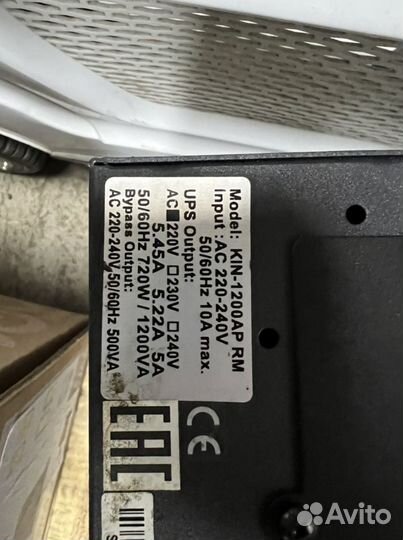 Model: KIN-1200AP RM
Input :AC 220-240V
50/60Hz 10A max.
UPS Output:
AC■220V □230V □240V
5.45A 5.22A 5A
50/60Hz 720W / 1200VA
Bypass Output:
AC 220-240V,50/60Hz 500VA
CE
EAC
S
Avito